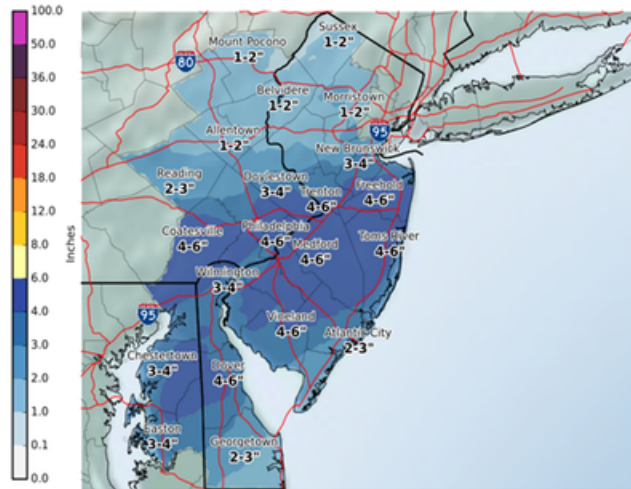 100.0
50.0
36.0
30.0
24.0
18.0
12.0
8.0
6.0
4.0
3.0
2.0
1.0
0.1
0.0
Inches
Sussex
1-2"
Mount Pocono
1-2"
80
Belvidere
1-2"
Morristown
1-2"
95
Allentown
1-2"
New Brunswick
3-4"
Reading
2-3"
Doylestown
3-4"
Trenton
4-6"
Freehold
4-6"
Coatesville
4-6"
Philadelphia
4-6"
Medford
4-6"
Toms River
4-6"
Wilmington
3-4"
95
Vineland
4-6"
Atlantic City
2-3"
Chestertown
3-4"
Dover
4-6"
Easton
3-4"
Georgetown
2-3"